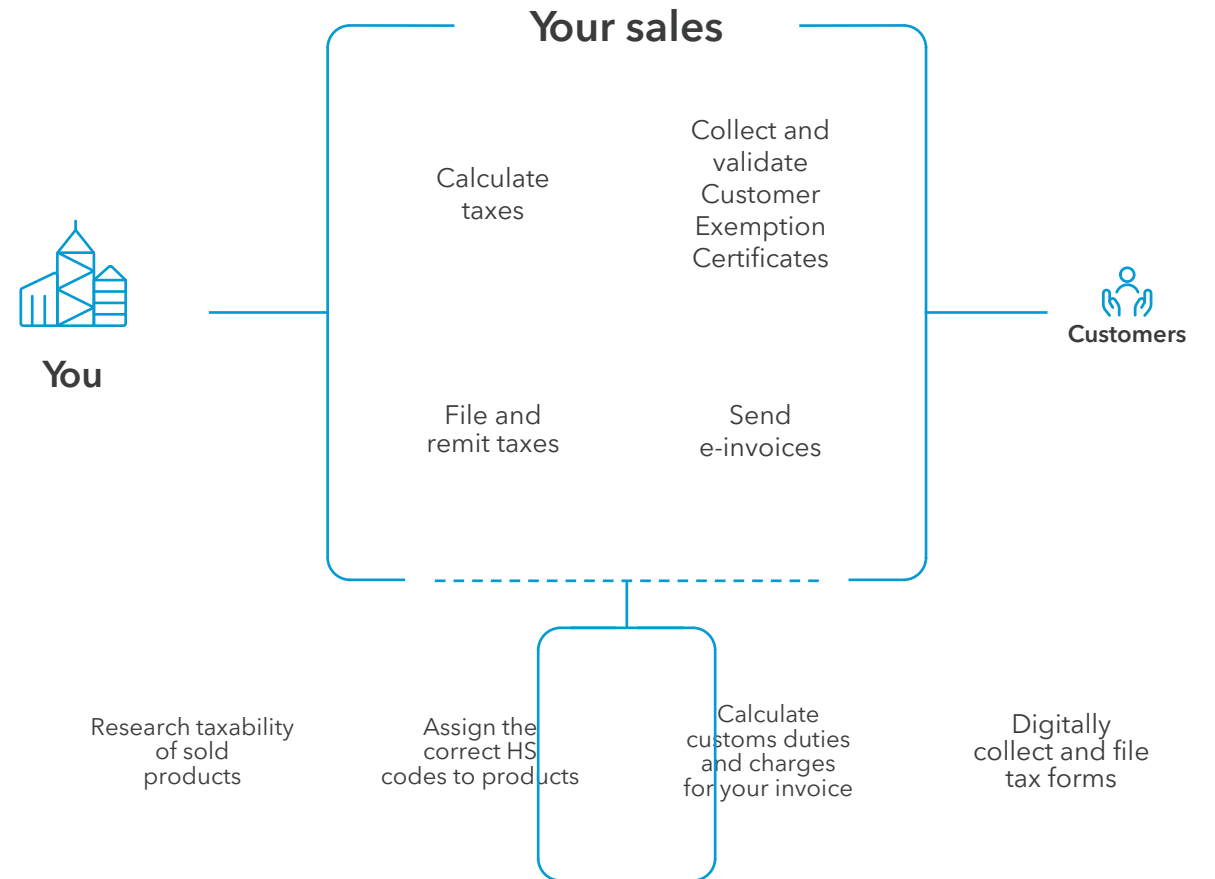 Your sales
Calculate
taxes
Collect and
validate
Customer
Exemption
Certificates
You
Customers
File and
remit taxes
Send
e-invoices
Research taxability
of sold
products
Assign the
correct HS
codes to products
Calculate
customs duties
and charges
for your invoice
Digitally
collect and file
tax forms